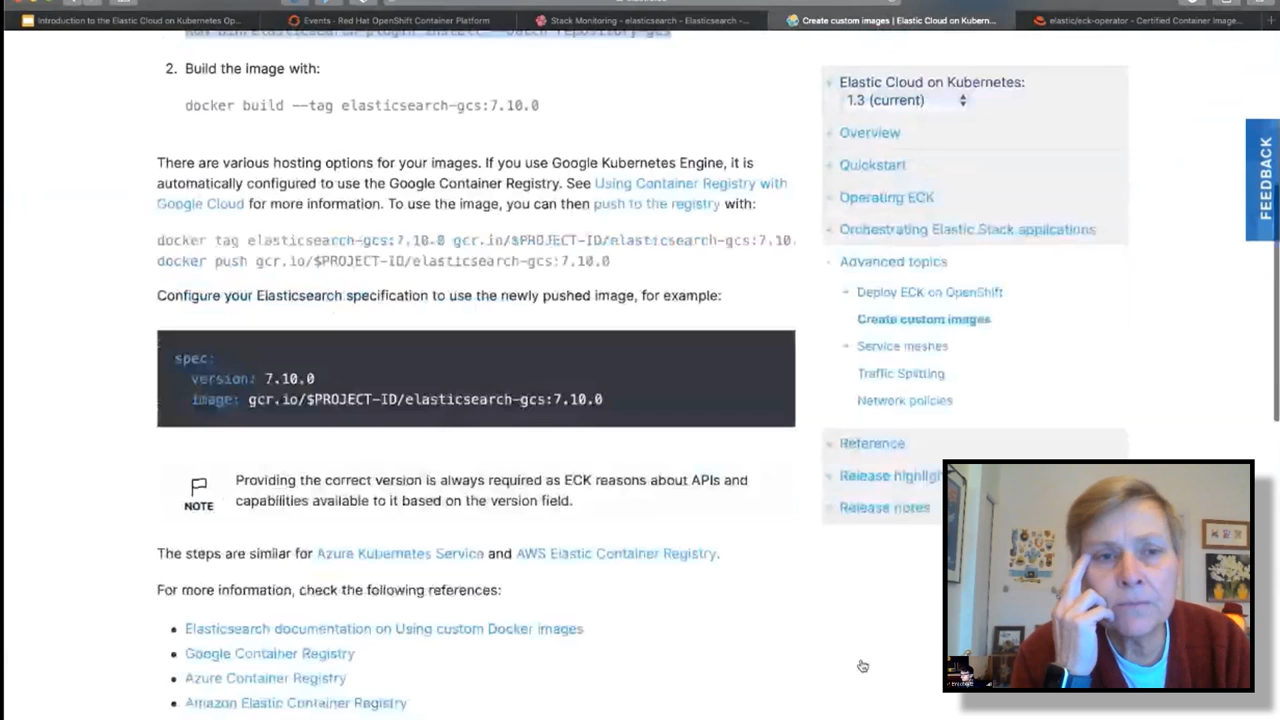 Introduction to the Elastic Cloud on Kubernetes Op...
Events · Red Hat OpenShift Container Platform
Stack Monitoring - elasticsearch - Elasticsearch -...
Create custom images | Elastic Cloud on Kubern...
elastic/eck-operator - Certified Container Image...
RUN bin/elasticsearch-plugin install --batch repository-gcs
2. Build the image with:
docker build --tag elasticsearch-gcs:7.10.0
There are various hosting options for your images. If you use Google Kubernetes Engine, it is
automatically configured to use the Google Container Registry. See Using Container Registry with
Google Cloud for more information. To use the image, you can then push to the registry with:
docker tag elasticsearch-gcs:7.10.0 gcr.io/$PROJECT-ID/elasticsearch-gcs:7.10.
docker push gcr.io/$PROJECT-ID/elasticsearch-gcs:7.10.0
Configure your Elasticsearch specification to use the newly pushed image, for example:
spec:
version: 7.10.0
image: gcr.io/$PROJECT-ID/elasticsearch-gcs:7.10.0
NOTE
Providing the correct version is always required as ECK reasons about APIs and
capabilities available to it based on the version field.
The steps are similar for Azure Kubernetes Service and AWS Elastic Container Registry.
For more information, check the following references:
• Elasticsearch documentation on Using custom Docker images
• Google Container Registry
• Azure Container Registry
• Amazon Elastic Container Registry
Elastic Cloud on Kubernetes:
1.3 (current)
Overview
Quickstart
Operating ECK
Orchestrating Elastic Stack applications
Advanced topics
Deploy ECK on OpenShift
Create custom images
Service meshes
Traffic Splitting
Network policies
Reference
Release highlig
Release notes
FEEDBACK